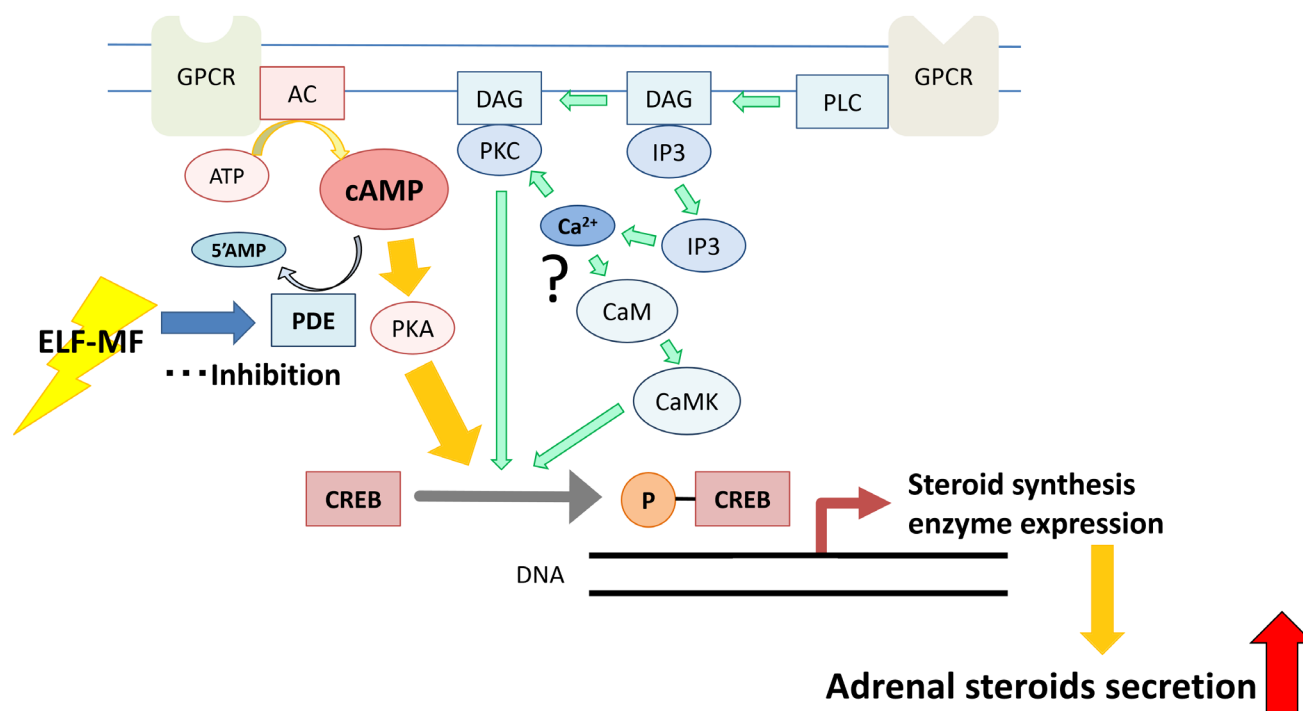 GPCR
AC
DAG
DAG
PLC
GPCR
ATP
cAMP
PKC
IP3
5’AMP
Ca²⁺
IP3
?
ELF-MF
PDE
PKA
CaM
･･･Inhibition
CaMK
CREB
P
CREB
Steroid synthesis
enzyme expression
DNA
Adrenal steroids secretion